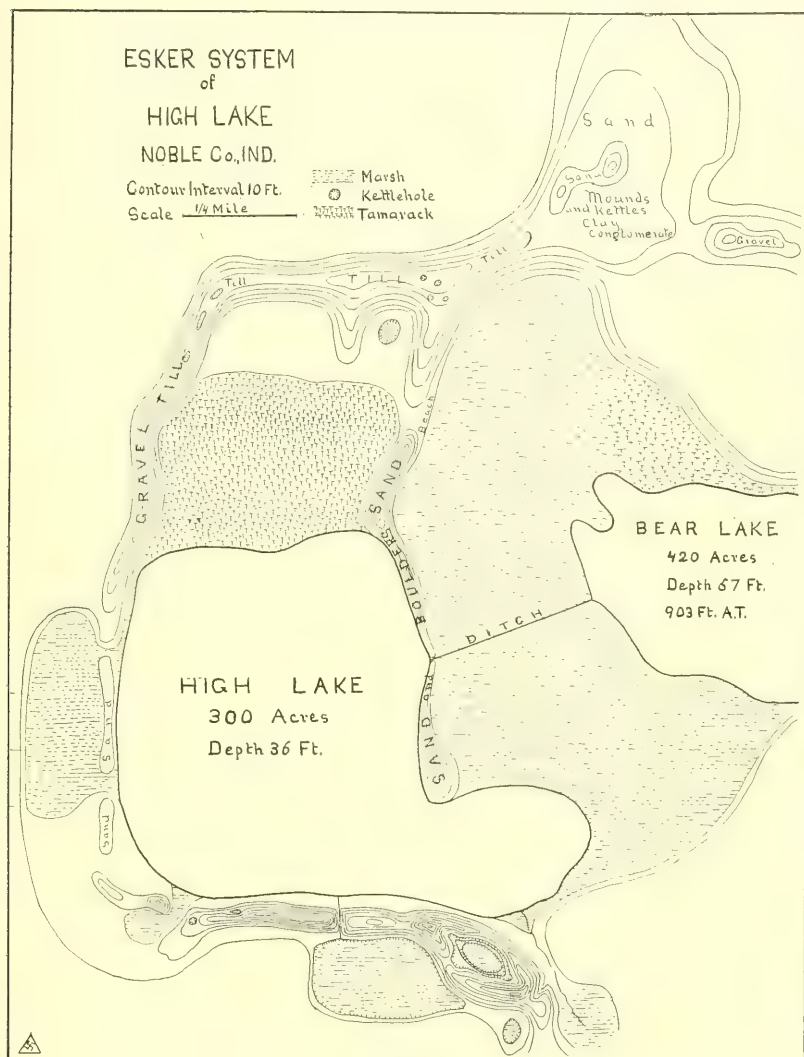 ESKER SYSTEM
of
HIGH LAKE
NOBLE Co., IND.
Contour Interval 10 Ft.
Scale 1/4 Mile
Marsh
Kettlehole
Tamarack
Sand
Sand
Mounds
and Kettles
Clay
Conglomerate
Gravel
Till
TILL
Till
GRAVEL TILL
Beach
BOULDERS SAND
BEAR LAKE
420 Acres
Depth 57 Ft.
903 Ft. A.T.
DITCH
HIGH LAKE
300 Acres
Depth 36 Ft.
SAND
Sand
Sand